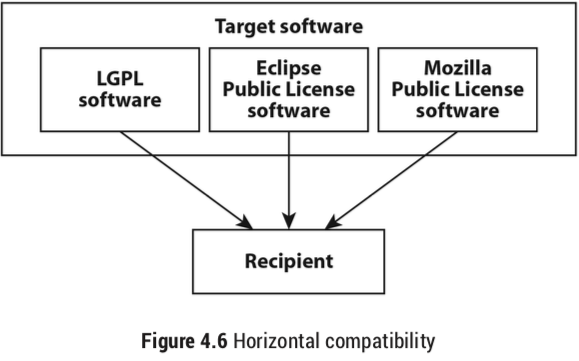 Target software
LGPL
software
Eclipse
Public License
software
Mozilla
Public License
software
Recipient
Figure 4.6 Horizontal compatibility